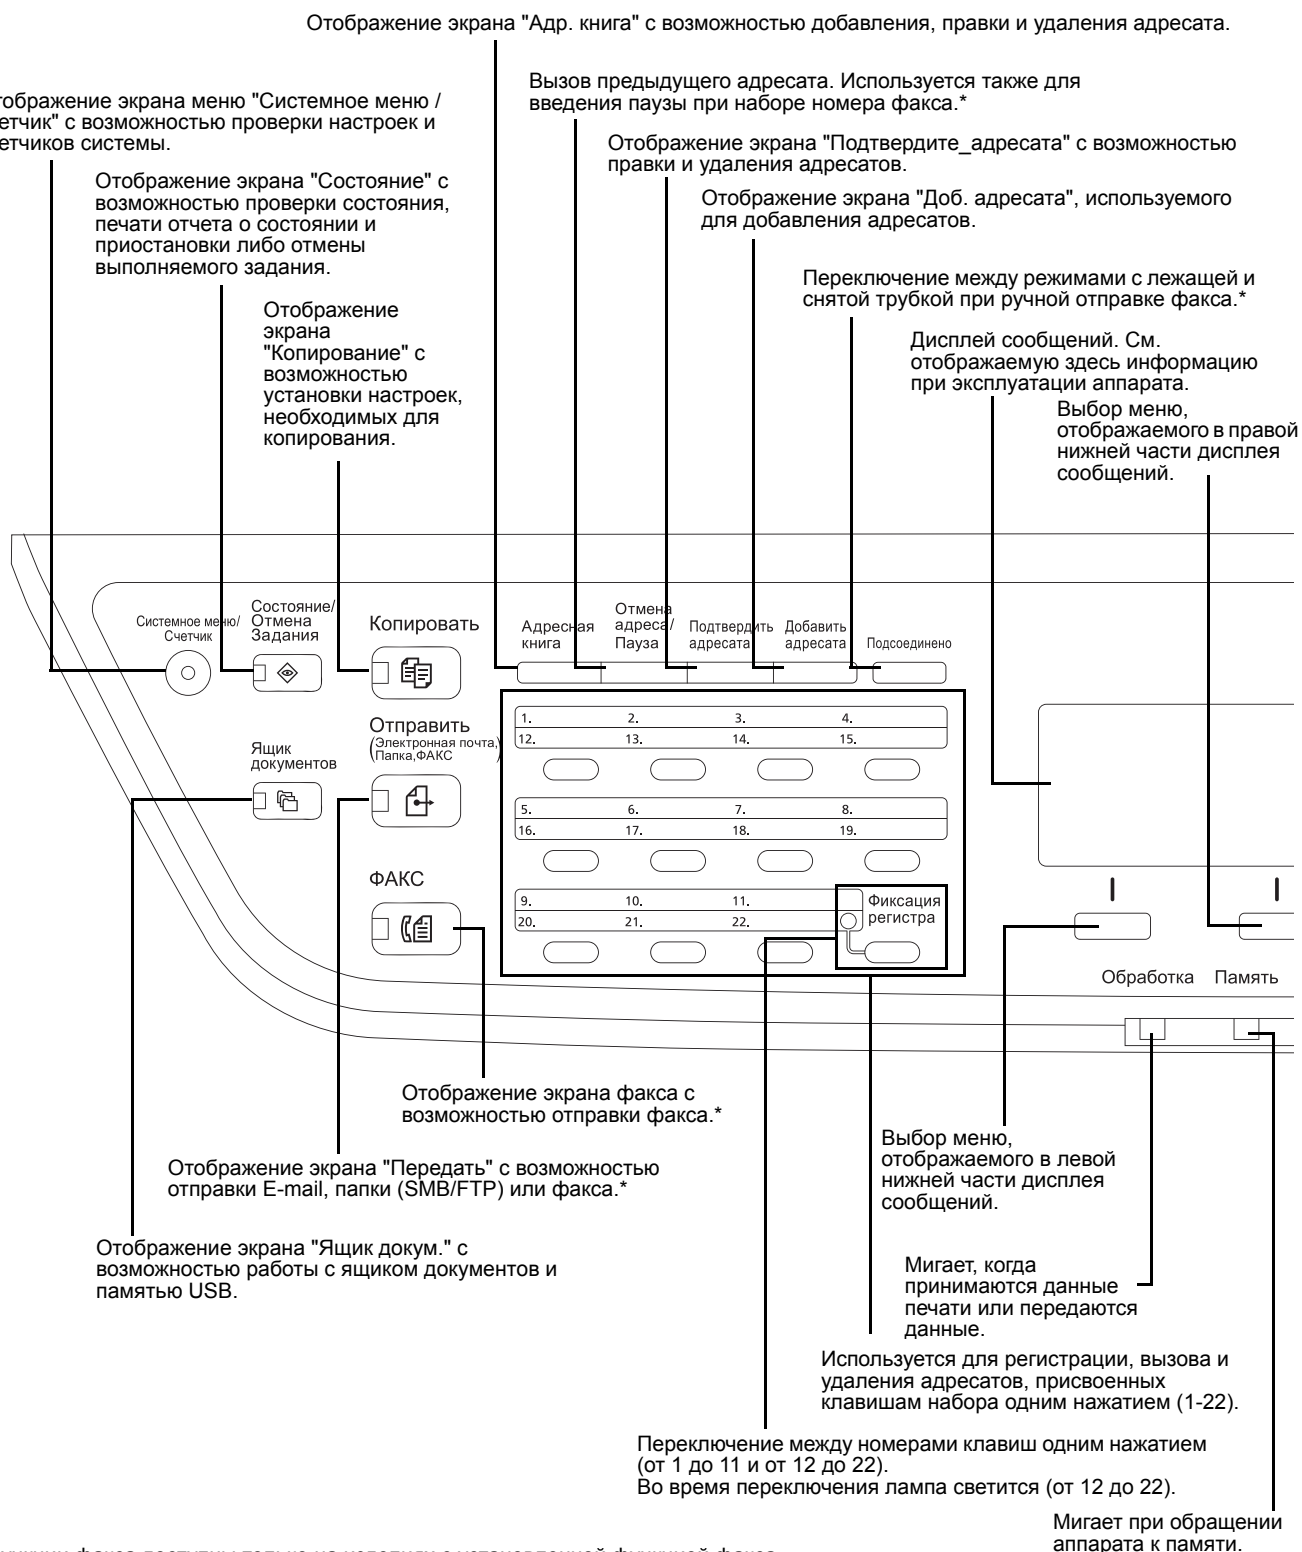 Отображение экрана "Адр. книга" с возможностью добавления, правки и удаления адресата.
Вызов предыдущего адресата. Используется также для
введения паузы при наборе номера факса.*
экрана меню "Системное меню /
с возможностью проверки настроек и
системы.
Отображение экрана "Подтвердите_адресата" с возможностью
правки и удаления адресатов.
Отображение экрана "Состояние" с
возможностью проверки состояния,
печати отчета о состоянии и
приостановки либо отмены
выполняемого задания.
Отображение экрана "Доб. адресата", используемого
для добавления адресатов.
Переключение между режимами с лежащей и
снятой трубкой при ручной отправке факса.*
Отображение
экрана
"Копирование" с
возможностью
установки настроек,
необходимых для
копирования.
Дисплей сообщений. См.
отображаемую здесь информацию
при эксплуатации аппарата.
Выбор меню,
отображаемого в правой
нижней части дисплея
сообщений.
Системное меню/
Счетчик
Состояние/
Отмена
Задания
Копировать
Адресная
книга
Отмена
адреса/
Пауза
Подтвердить
адресата
Добавить
адресата
Подсоединено
Отправить
(Электронная почта,
Папка,ФАКС)
Ящик
документов
ФАКС
1. 2. 3. 4.
12. 13. 14. 15.
5. 6. 7. 8.
16. 17. 18. 19.
9. 10. 11.
20. 21. 22.
Фиксация
регистра
Обработка Память
Отображение экрана факса с
возможностью отправки факса.*
Отображение экрана "Передать" с возможностью
отправки E-mail, папки (SMB/FTP) или факса.*
Отображение экрана "Ящик докум." с
возможностью работы с ящиком документов и
памятью USB.
Выбор меню,
отображаемого в левой
нижней части дисплея
сообщений.
Мигает, когда
принимаются данные
печати или передаются
данные.
Используется для регистрации, вызова и
удаления адресатов, присвоенных
клавишам набора одним нажатием (1-22).
Переключение между номерами клавиш одним нажатием
(от 1 до 11 и от 12 до 22).
Во время переключения лампа светится (от 12 до 22).
Мигает при обращении
аппарата к памяти.